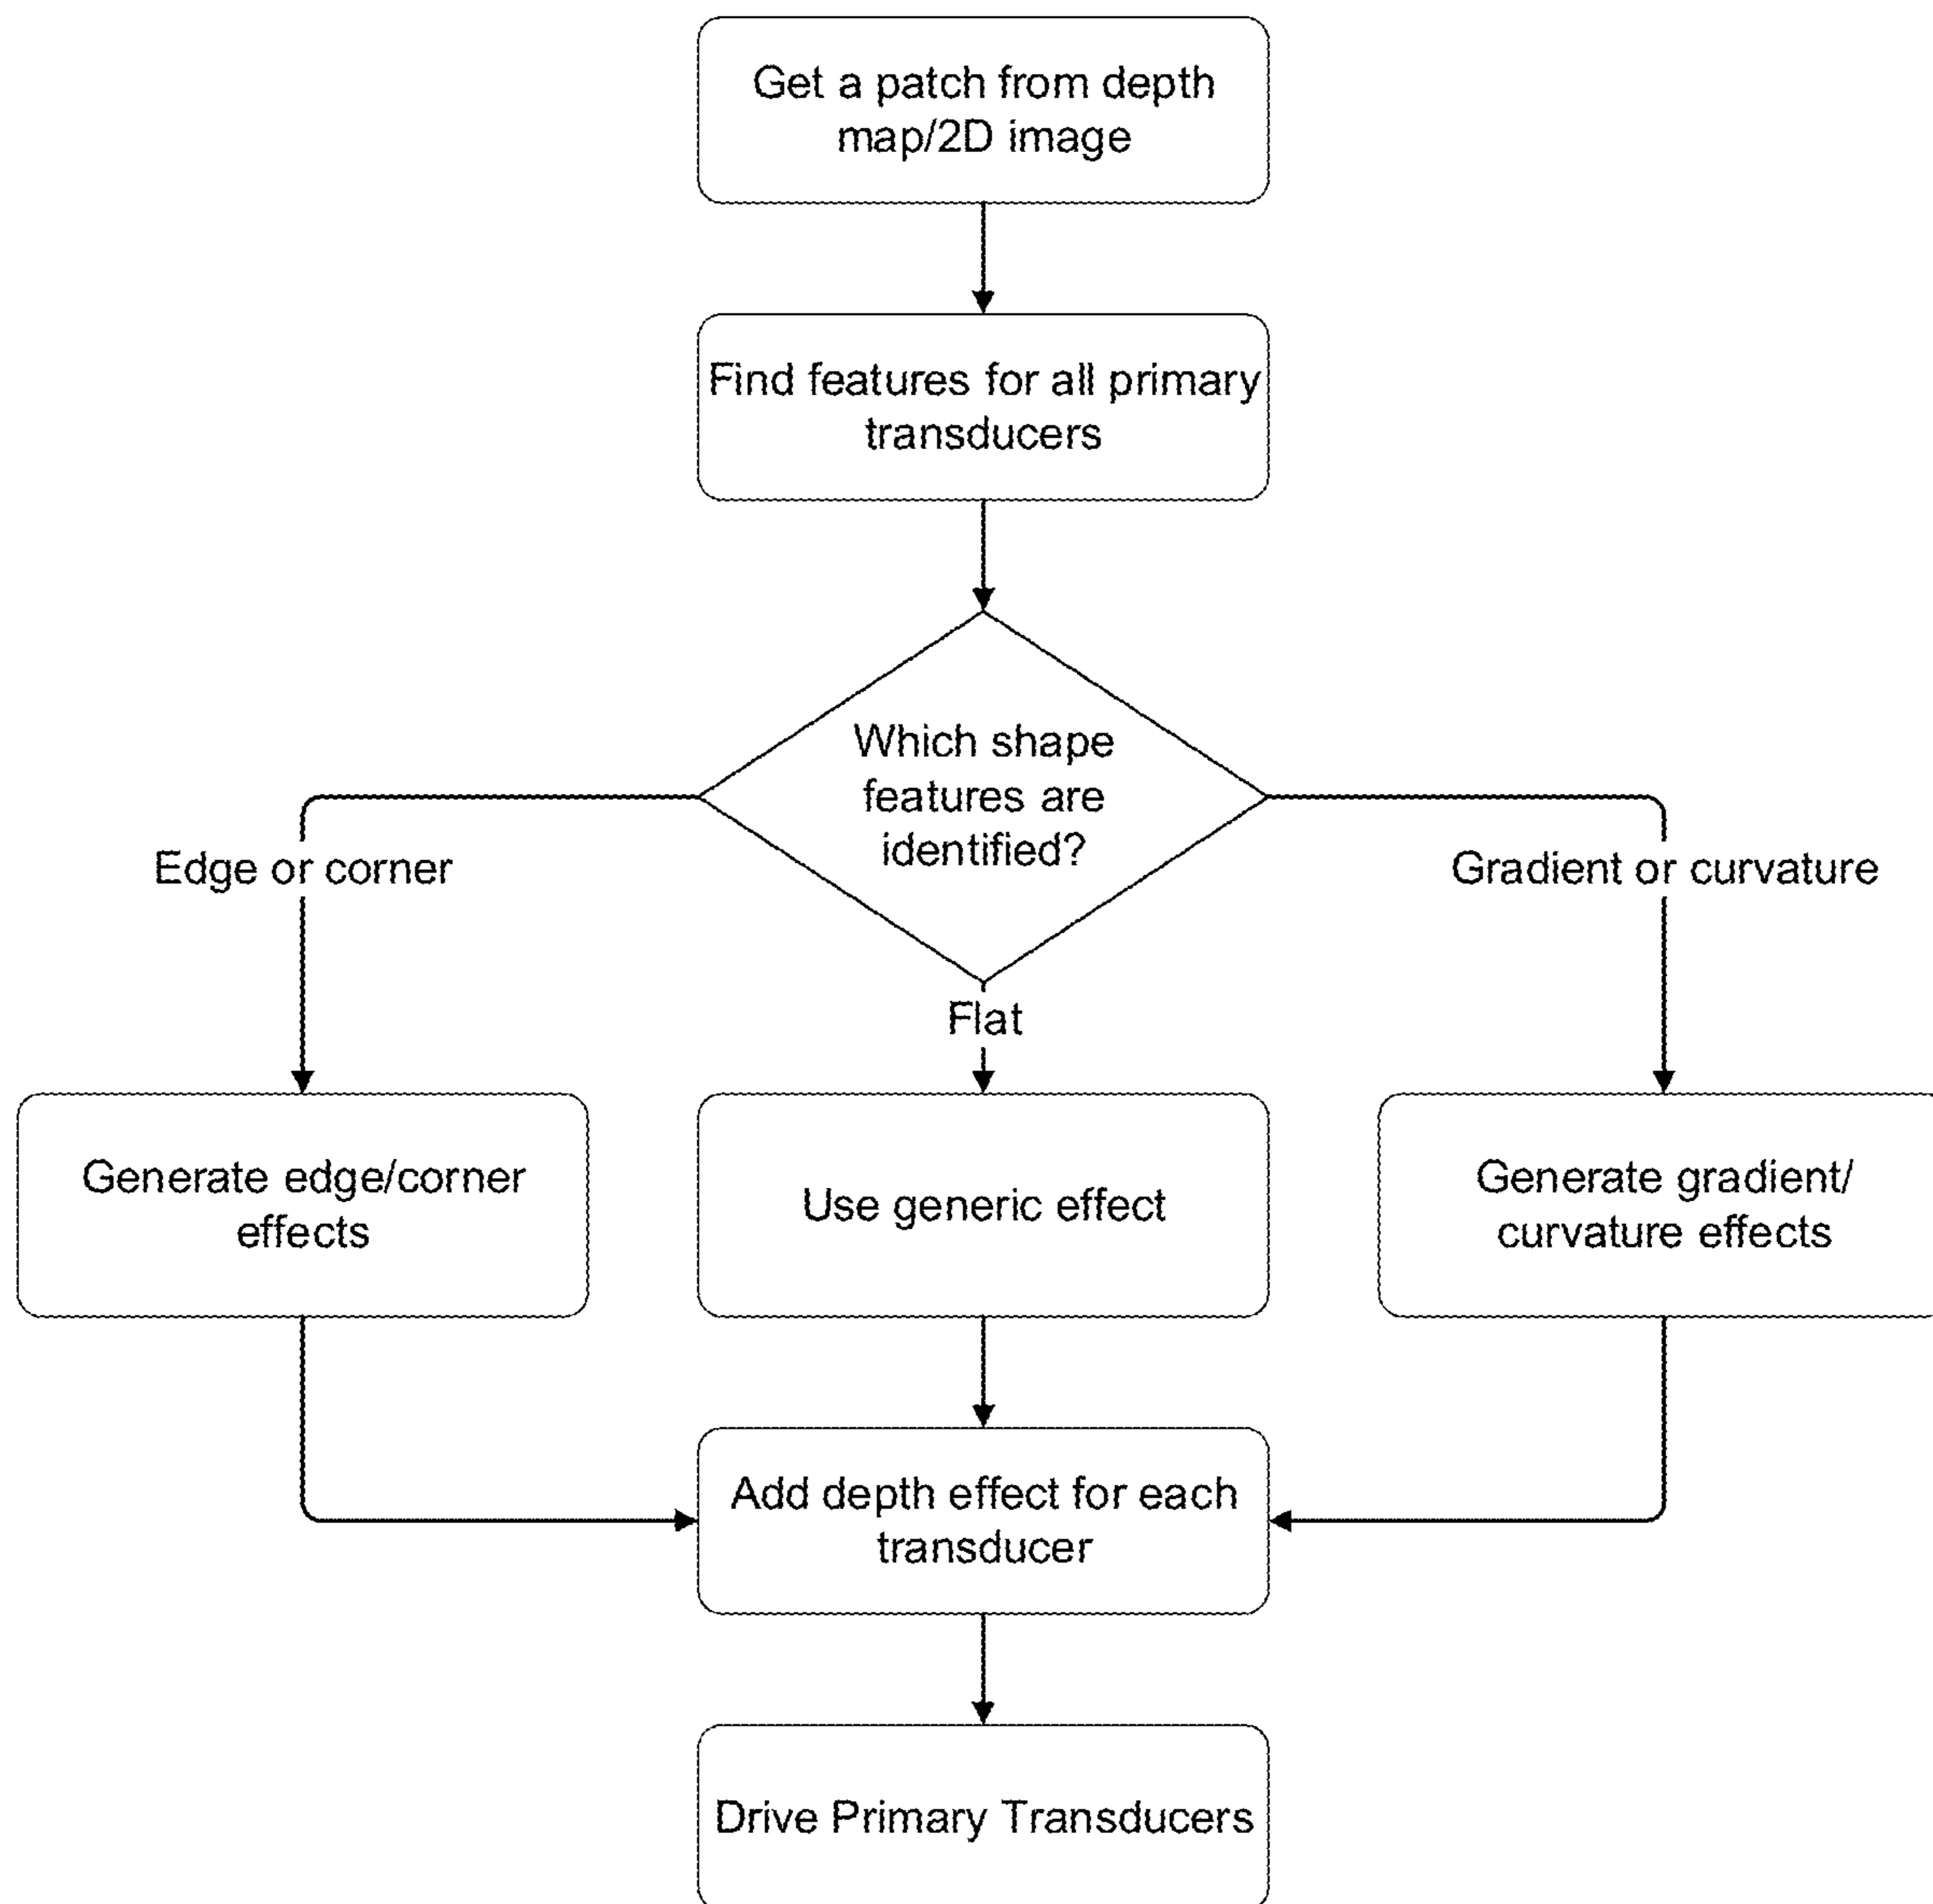 Get a patch from depth
map/2D image
Find features for all primary
transducers
Which shape
features are
identified?
Edge or corner
Gradient or curvature
Flat
Generate edge/corner
effects
Use generic effect
Generate gradient/
curvature effects
Add depth effect for each
transducer
Drive Primary Transducers